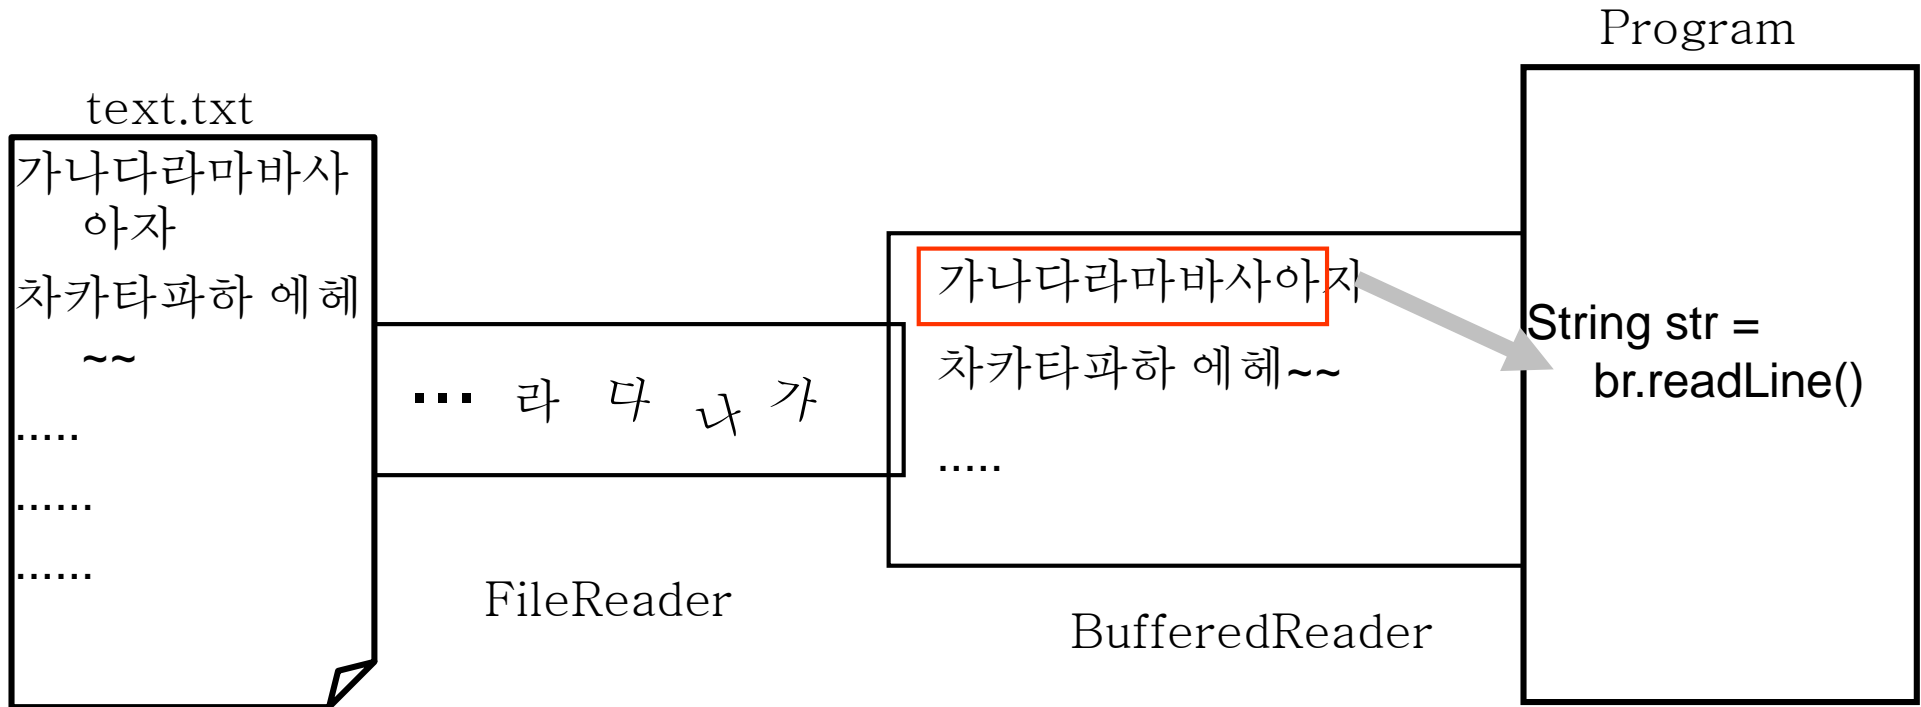 Program
text.txt
가나다라마바사
아자
차카타파하 에헤
~~
.....
......
......
... 라 다 나 가
FileReader
가나다라마바사아자
차카타파하 에헤~~
.....
BufferedReader
String str =
br.readLine()